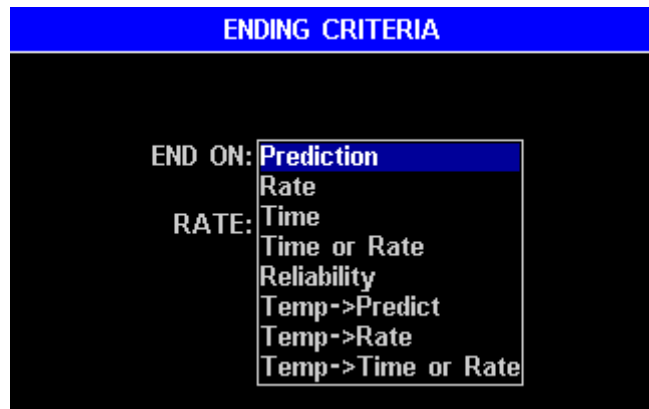 ENDING CRITERIA
END ON: Prediction
Rate
RATE: Time
Time or Rate
Reliability
Temp->Predict
Temp->Rate
Temp->Time or Rate